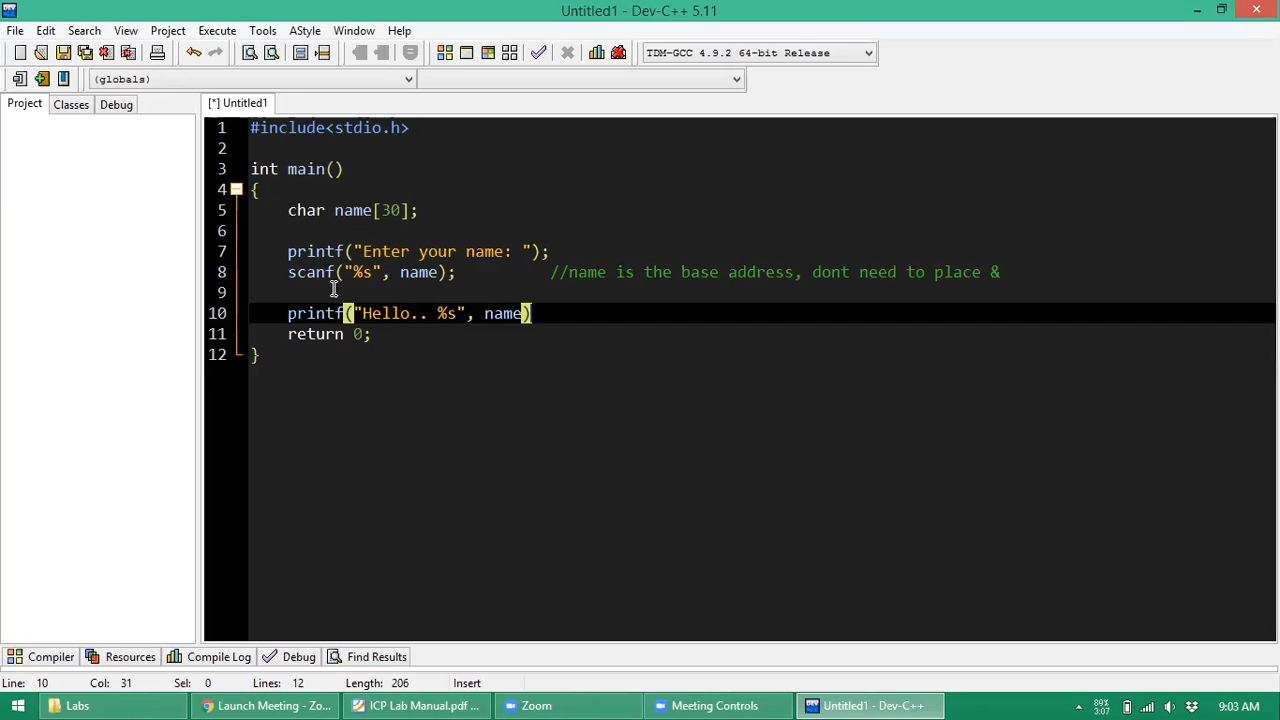 Untitled1 - Dev-C++ 5.11
File Edit Search View Project Execute Tools AStyle Window Help
TDM-GCC 4.9.2 64-bit Release
(globals)
Project Classes Debug [*] Untitled1
1 #include<stdio.h>
2
3 int main()
4 {
5 char name[30];
6
7 printf("Enter your name: ");
8 scanf("%s", name); //name is the base address, dont need to place &
9
10 printf("Hello.. %s", name)
11 return 0;
12 }
Compiler Resources Compile Log Debug Find Results
Line: 10 Col: 31 Sel: 0 Lines: 12 Length: 206 Insert
Labs Launch Meeting - Zo... ICP Lab Manual.pdf ... Zoom Meeting Controls Untitled1 - Dev-C++ 89% 3:07 9:03 AM